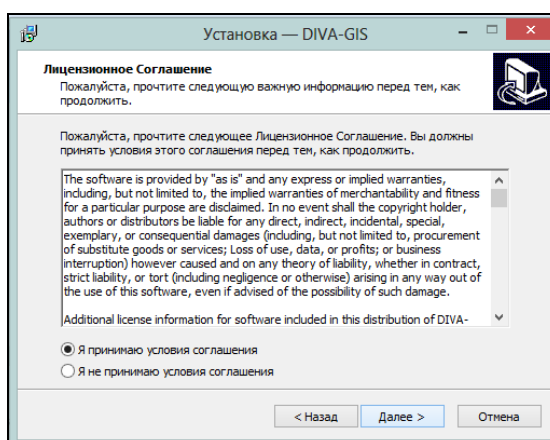 Установка — DIVA-GIS
Лицензионное Соглашение
Пожалуйста, прочтите следующую важную информацию перед тем, как
продолжить.
Пожалуйста, прочтите следующее Лицензионное Соглашение. Вы должны
принять условия этого соглашения перед тем, как продолжить.
The software is provided by "as is" and any express or implied warranties,
including, but not limited to, the implied warranties of merchantability and fitness
for a particular purpose are disclaimed. In no event shall the copyright holder,
authors or distributors be liable for any direct, indirect, incidental, special,
exemplary, or consequential damages (including, but not limited to, procurement
of substitute goods or services; Loss of use, data, or profits; or business
interruption) however caused and on any theory of liability, whether in contract,
strict liability, or tort (including negligence or otherwise) arising in any way out of
the use of this software, even if advised of the possibility of such damage.
Additional license information for software included in this distribution of DIVA-
Я принимаю условия соглашения
Я не принимаю условия соглашения
< Назад Далее > Отмена